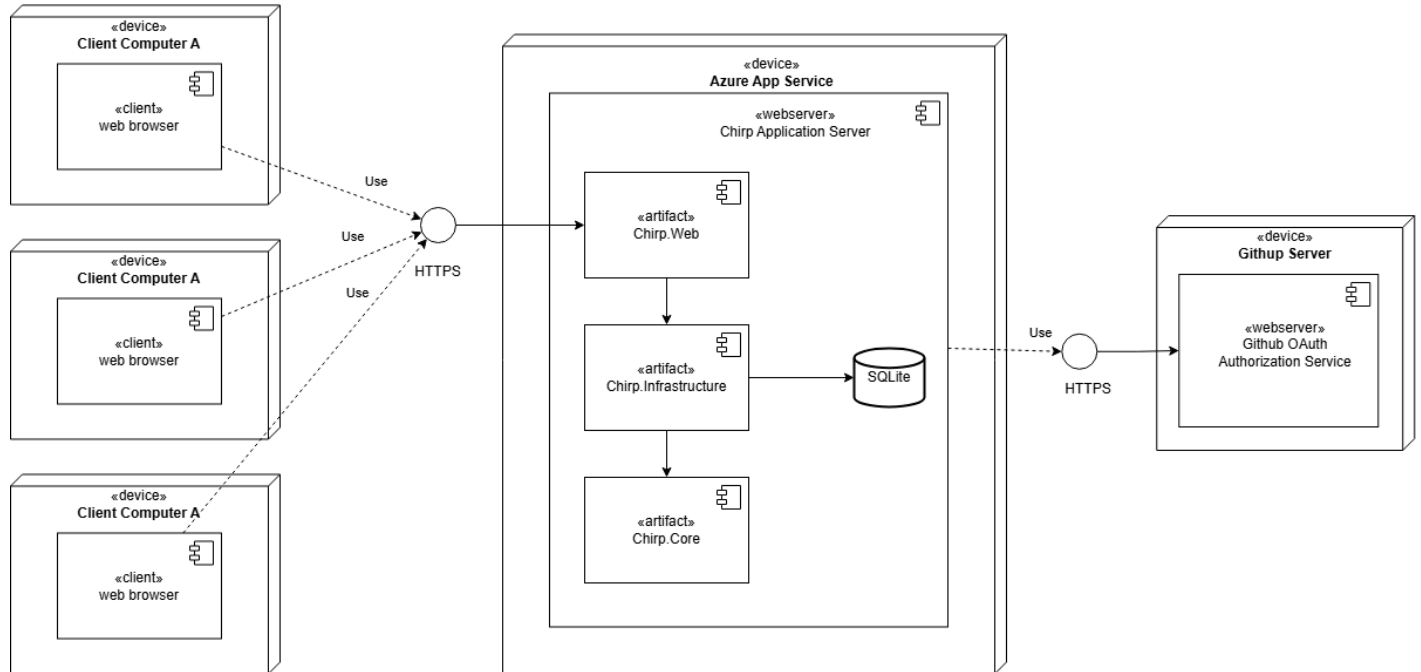 «device»
Client Computer A
«client»
web browser
«device»
Client Computer A
«client»
web browser
«device»
Client Computer A
«client»
web browser
Use
Use
Use
HTTPS
«device»
Azure App Service
«webserver»
Chirp Application Server
«artifact»
Chirp.Web
«artifact»
Chirp.Infrastructure
SQLite
«artifact»
Chirp.Core
Use
HTTPS
«device»
Githup Server
«webserver»
Github OAuth
Authorization Service